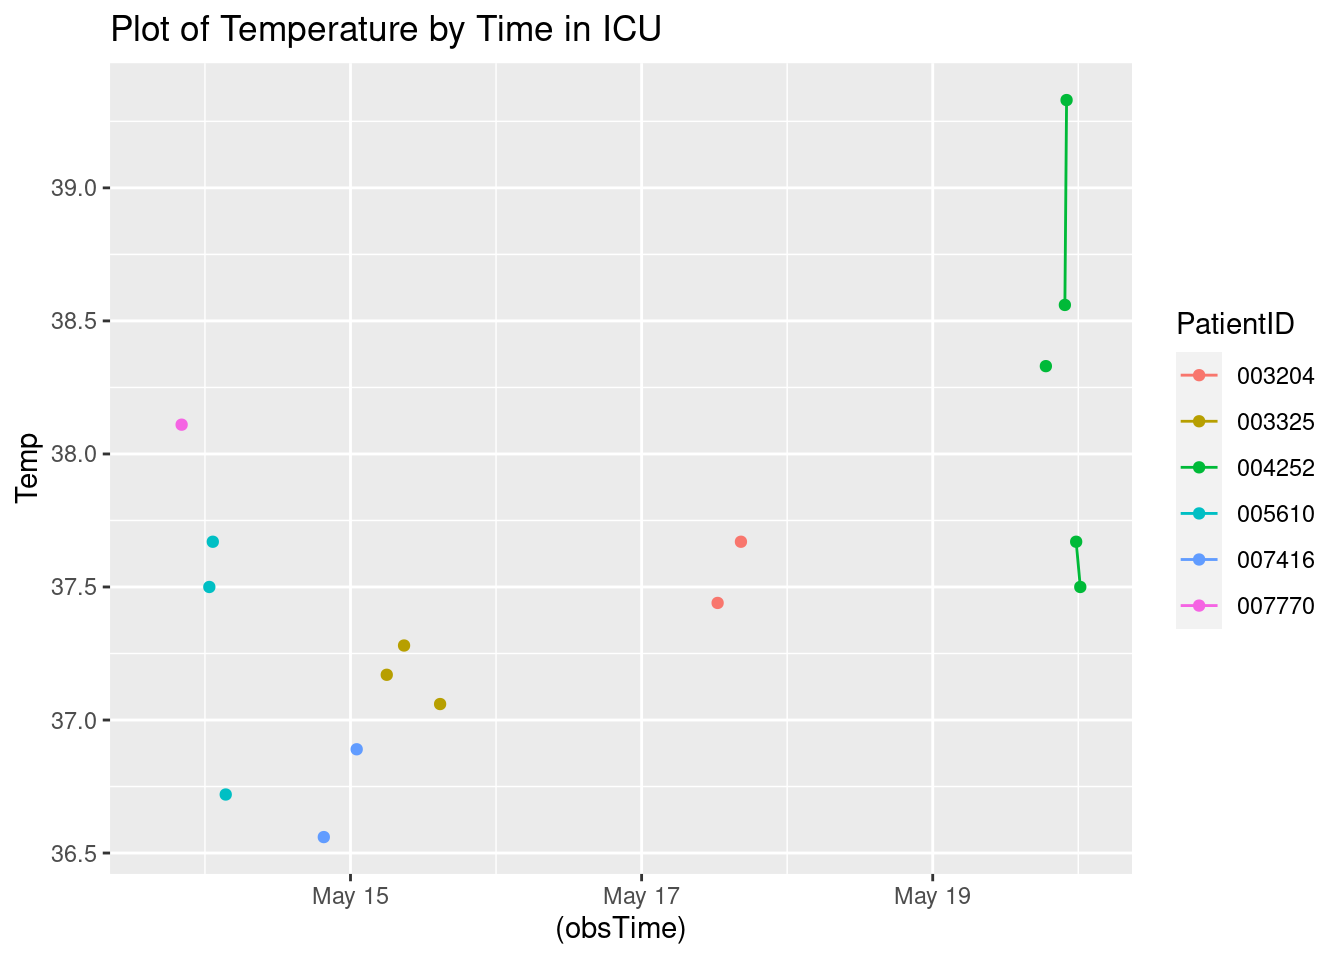 Plot of Temperature by Time in ICU
39.0
38.5
38.0
37.5
37.0
36.5
Temp
May 15
May 17
May 19
(obsTime)
PatientID
003204
003325
004252
005610
007416
007770